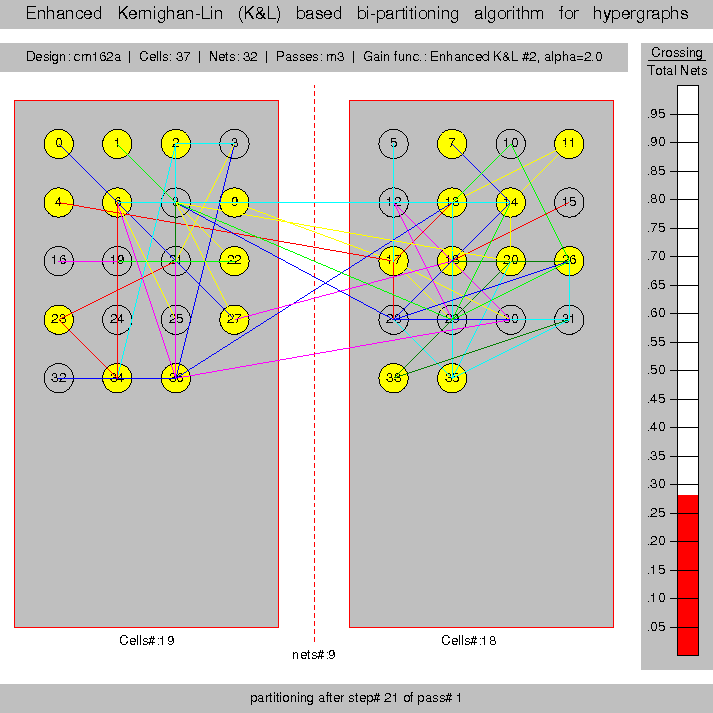 Enhanced Kernighan-Lin (K&L) based bi-partitioning algorithm for hypergraphs
Design: cm162a | Cells: 37 | Nets: 32 | Passes: m3 | Gain func.: Enhanced K&L #2, alpha=2.0
Crossing
Total Nets
.95
.90
.85
.80
.75
.70
.65
.60
.55
.50
.45
.40
.35
.30
.25
.20
.15
.10
.05
0 1 2 3 5 7 10 11
4 6 9 12 13 14 15
16 19 21 22 17 18 20 26
23 24 25 27 28 29 30 31
32 34 36 35
Cells#:19
Cells#:18
nets#:9
partitioning after step# 21 of pass# 1